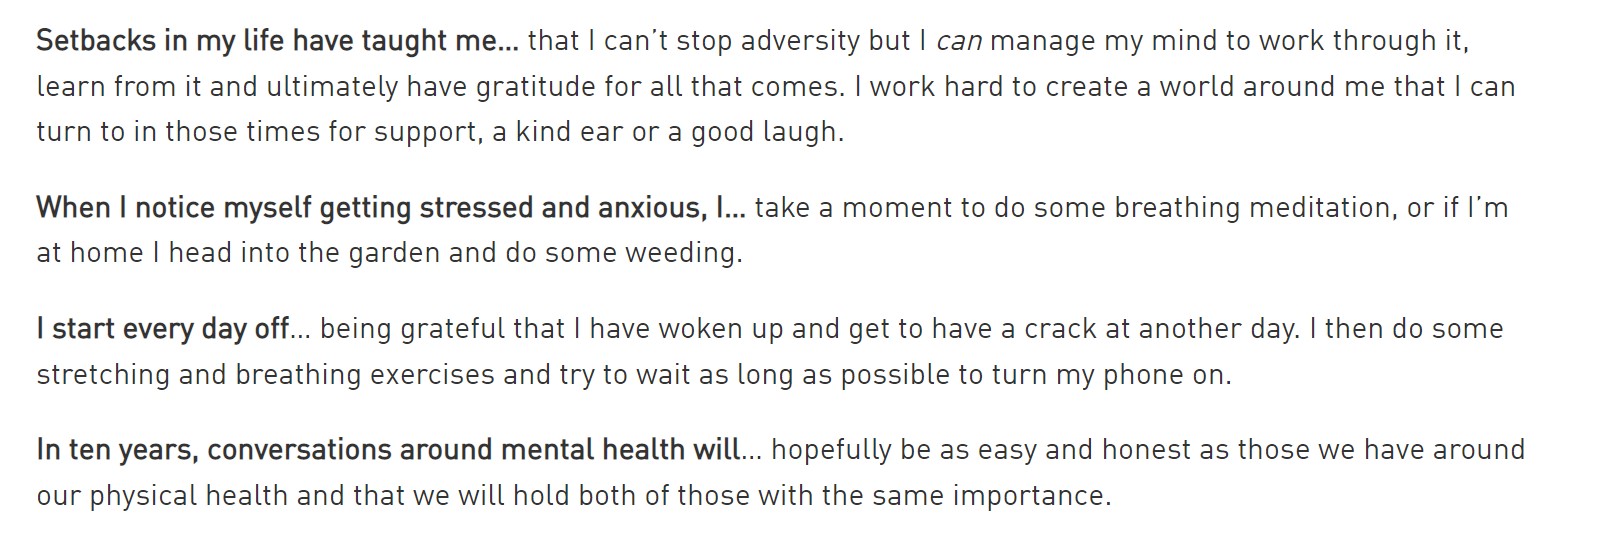 Setbacks in my life have taught me... that I can’t stop adversity but I can manage my mind to work through it,
learn from it and ultimately have gratitude for all that comes. I work hard to create a world around me that I can
turn to in those times for support, a kind ear or a good laugh.
When I notice myself getting stressed and anxious, I... take a moment to do some breathing meditation, or if I’m
at home I head into the garden and do some weeding.
I start every day off... being grateful that I have woken up and get to have a crack at another day. I then do some
stretching and breathing exercises and try to wait as long as possible to turn my phone on.
In ten years, conversations around mental health will... hopefully be as easy and honest as those we have around
our physical health and that we will hold both of those with the same importance.